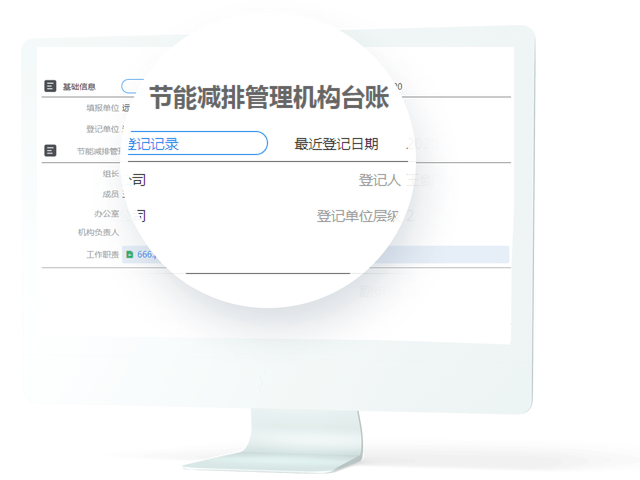 节能减排管理机构台账
登记记录
最近登记日期
司
登记人
司
登记单位层级
基础信息
填报单位
登记单位
节能减排管理
组长
成员
办公室
机构负责人
工作职责
666.